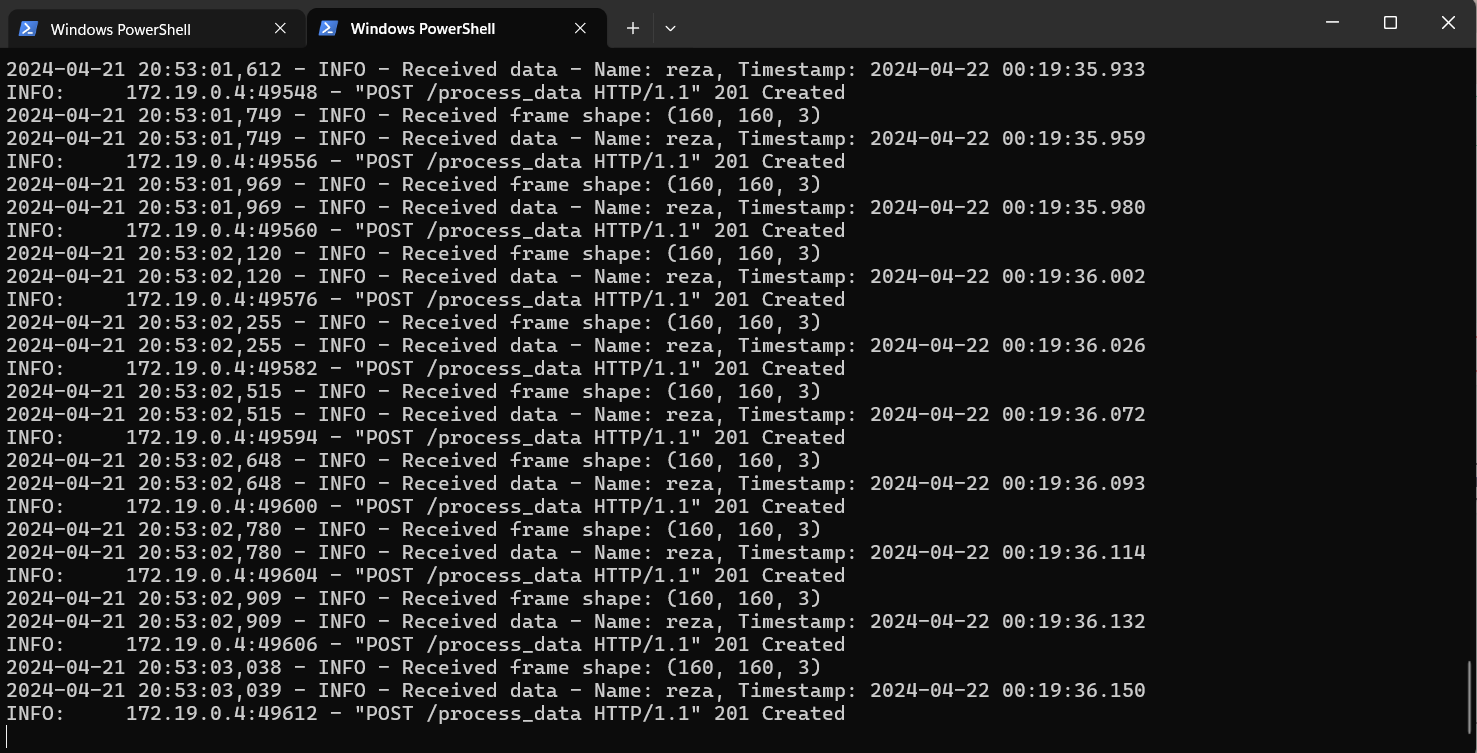 Windows PowerShell
Windows PowerShell
2024-04-21 20:53:01,612 - INFO - Received data - Name: reza, Timestamp: 2024-04-22 00:19:35.933
INFO:     172.19.0.4:49548 - "POST /process_data HTTP/1.1" 201 Created
2024-04-21 20:53:01,749 - INFO - Received frame shape: (160, 160, 3)
2024-04-21 20:53:01,749 - INFO - Received data - Name: reza, Timestamp: 2024-04-22 00:19:35.959
INFO:     172.19.0.4:49556 - "POST /process_data HTTP/1.1" 201 Created
2024-04-21 20:53:01,969 - INFO - Received frame shape: (160, 160, 3)
2024-04-21 20:53:01,969 - INFO - Received data - Name: reza, Timestamp: 2024-04-22 00:19:35.980
INFO:     172.19.0.4:49560 - "POST /process_data HTTP/1.1" 201 Created
2024-04-21 20:53:02,120 - INFO - Received frame shape: (160, 160, 3)
2024-04-21 20:53:02,120 - INFO - Received data - Name: reza, Timestamp: 2024-04-22 00:19:36.002
INFO:     172.19.0.4:49576 - "POST /process_data HTTP/1.1" 201 Created
2024-04-21 20:53:02,255 - INFO - Received frame shape: (160, 160, 3)
2024-04-21 20:53:02,255 - INFO - Received data - Name: reza, Timestamp: 2024-04-22 00:19:36.026
INFO:     172.19.0.4:49582 - "POST /process_data HTTP/1.1" 201 Created
2024-04-21 20:53:02,515 - INFO - Received frame shape: (160, 160, 3)
2024-04-21 20:53:02,515 - INFO - Received data - Name: reza, Timestamp: 2024-04-22 00:19:36.072
INFO:     172.19.0.4:49594 - "POST /process_data HTTP/1.1" 201 Created
2024-04-21 20:53:02,648 - INFO - Received frame shape: (160, 160, 3)
2024-04-21 20:53:02,648 - INFO - Received data - Name: reza, Timestamp: 2024-04-22 00:19:36.093
INFO:     172.19.0.4:49600 - "POST /process_data HTTP/1.1" 201 Created
2024-04-21 20:53:02,780 - INFO - Received frame shape: (160, 160, 3)
2024-04-21 20:53:02,780 - INFO - Received data - Name: reza, Timestamp: 2024-04-22 00:19:36.114
INFO:     172.19.0.4:49604 - "POST /process_data HTTP/1.1" 201 Created
2024-04-21 20:53:02,909 - INFO - Received frame shape: (160, 160, 3)
2024-04-21 20:53:02,909 - INFO - Received data - Name: reza, Timestamp: 2024-04-22 00:19:36.132
INFO:     172.19.0.4:49606 - "POST /process_data HTTP/1.1" 201 Created
2024-04-21 20:53:03,038 - INFO - Received frame shape: (160, 160, 3)
2024-04-21 20:53:03,039 - INFO - Received data - Name: reza, Timestamp: 2024-04-22 00:19:36.150
INFO:     172.19.0.4:49612 - "POST /process_data HTTP/1.1" 201 Created